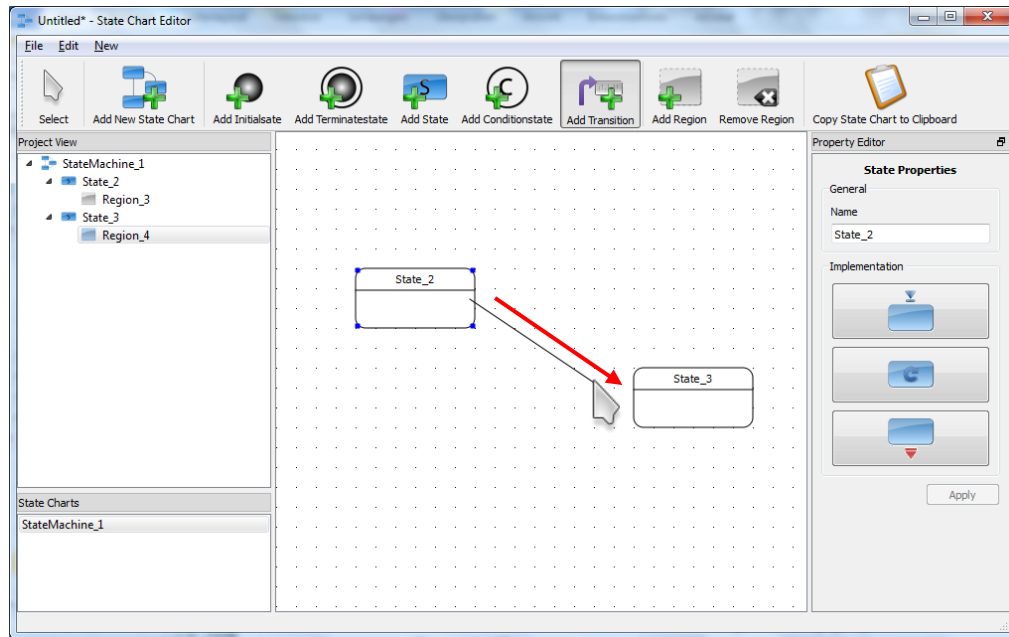 Untitled* - State Chart Editor
File Edit New
Select Add New State Chart Add Initialsate Add Terminatestate Add State Add Conditionstate Add Transition Add Region Remove Region Copy State Chart to Clipboard
S
C
Project View
StateMachine_1
State_2
Region_3
State_3
Region_4
State Charts
StateMachine_1
State_2
State_3
Property Editor
State Properties
General
Name
State_2
Implementation
Apply